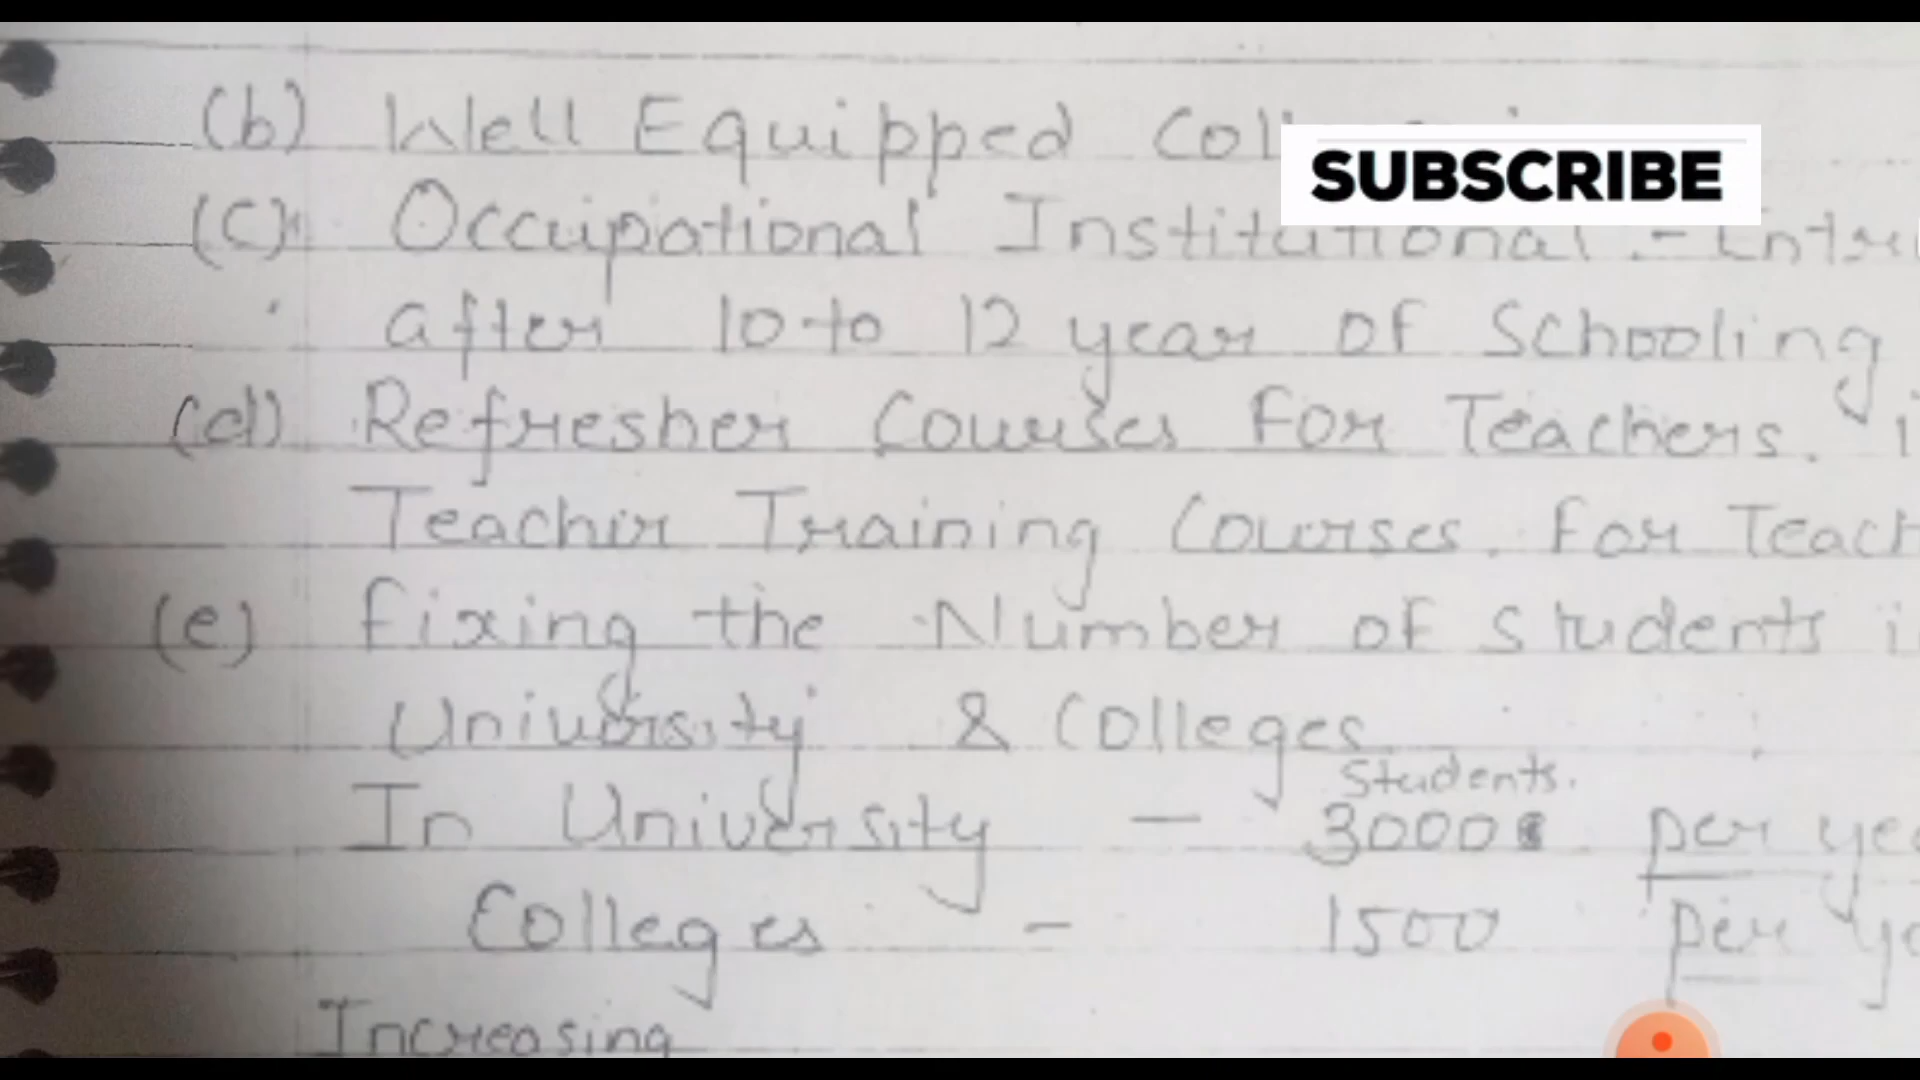 (b) Well Equipped
SUBSCRIBE
(c) Occupational Institutional -
after 10 to 12 year of Schooling
(d) Refresher Courses For Teachers.
Teacher Training Courses. For
(e) Fixing the Number of Students
University & Colleges
Students.
In University - 3000 per
Colleges - 1500 per
Increasing